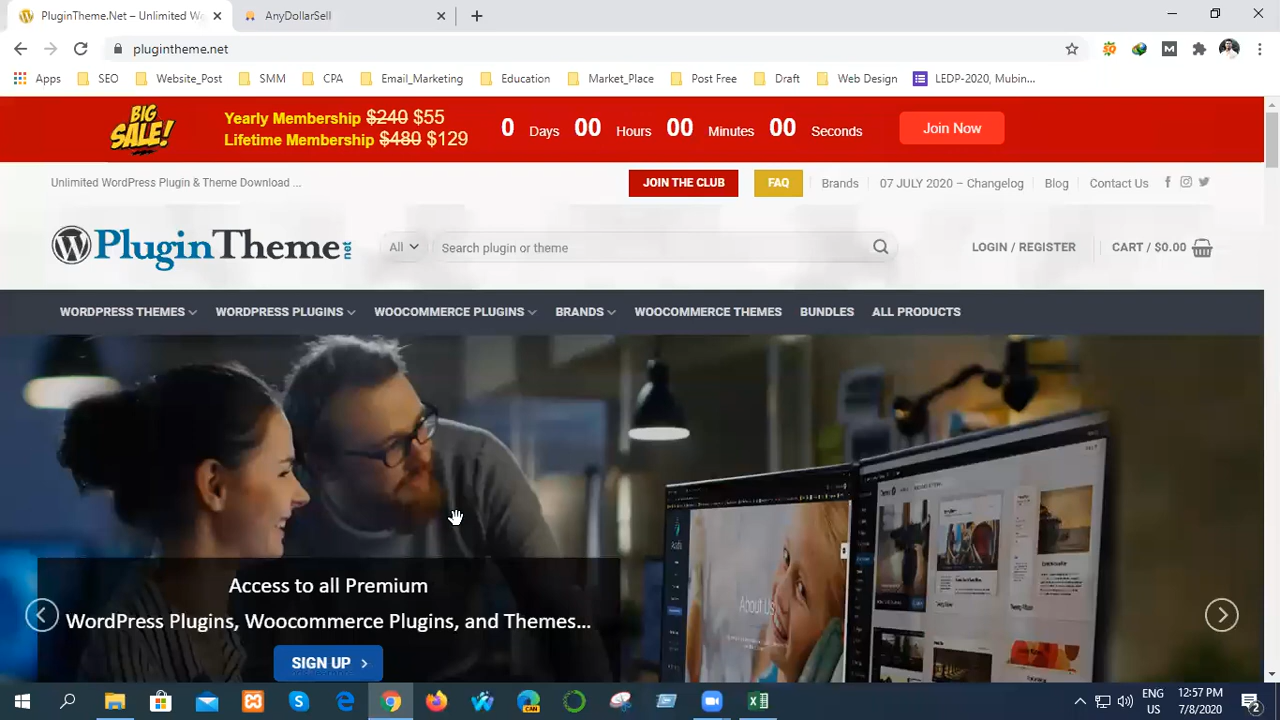 PluginTheme.Net – Unlimited Wo
AnyDollarSell
plugintheme.net
Apps
SEO
Website_Post
SMM
CPA
Email_Marketing
Education
Market_Place
Post Free
Draft
Web Design
LEDP-2020, Mubin...
BIG
SALE!
Yearly Membership $240 $55
Lifetime Membership $480 $129
0 Days 00 Hours 00 Minutes 00 Seconds
Join Now
Unlimited WordPress Plugin & Theme Download ...
JOIN THE CLUB
FAQ
Brands
07 JULY 2020 – Changelog
Blog
Contact Us
PluginTheme.net
All
Search plugin or theme
LOGIN / REGISTER
CART / $0.00
WORDPRESS THEMES
WORDPRESS PLUGINS
WOOCOMMERCE PLUGINS
BRANDS
WOOCOMMERCE THEMES
BUNDLES
ALL PRODUCTS
About Us
Access to all Premium
WordPress Plugins, Woocommerce Plugins, and Themes...
SIGN UP
CAN
ENG
US
12:57 PM
7/8/2020
2